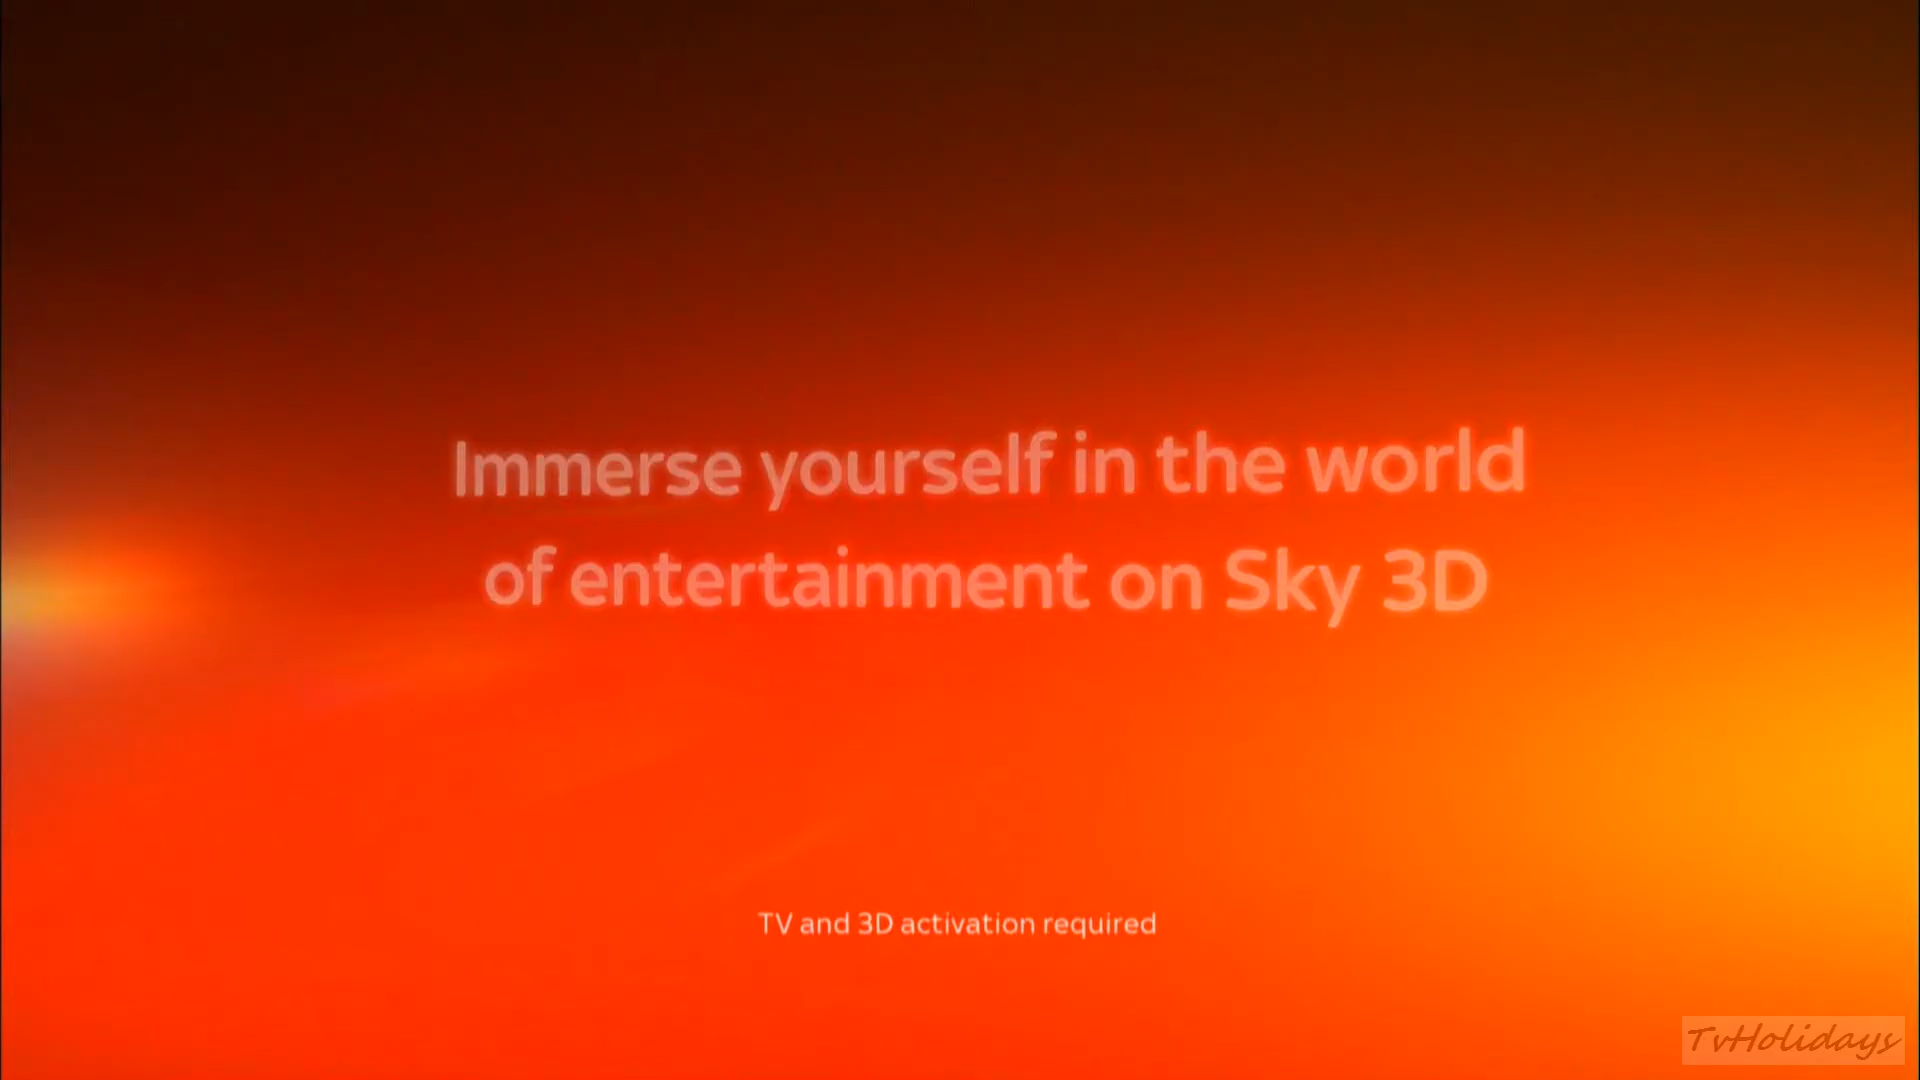 Immerse yourself in the world
of entertainment on Sky 3D
TV and 3D activation required
TvHolidays